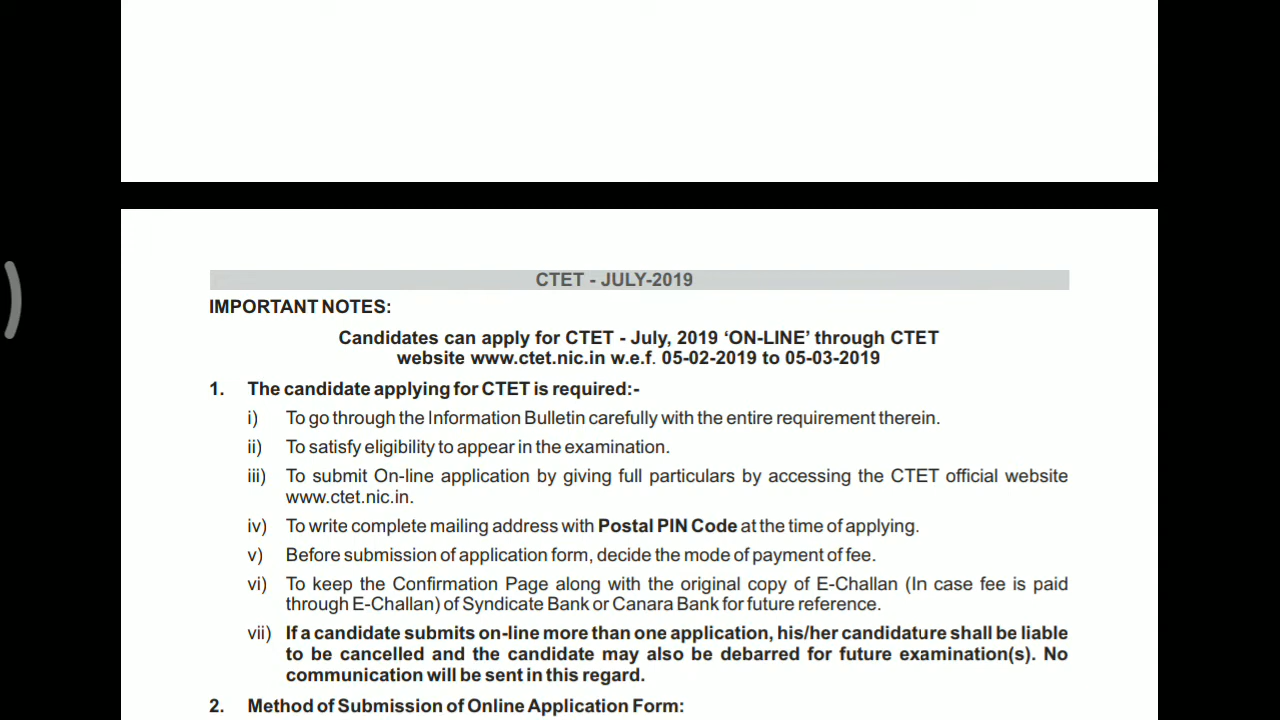 CTET - JULY-2019
IMPORTANT NOTES:
Candidates can apply for CTET - July, 2019 ‘ON-LINE’ through CTET
website www.ctet.nic.in w.e.f. 05-02-2019 to 05-03-2019
1. The candidate applying for CTET is required:-
i) To go through the Information Bulletin carefully with the entire requirement therein.
ii) To satisfy eligibility to appear in the examination.
iii) To submit On-line application by giving full particulars by accessing the CTET official website
www.ctet.nic.in.
iv) To write complete mailing address with Postal PIN Code at the time of applying.
v) Before submission of application form, decide the mode of payment of fee.
vi) To keep the Confirmation Page along with the original copy of E-Challan (In case fee is paid
through E-Challan) of Syndicate Bank or Canara Bank for future reference.
vii) If a candidate submits on-line more than one application, his/her candidature shall be liable
to be cancelled and the candidate may also be debarred for future examination(s). No
communication will be sent in this regard.
2. Method of Submission of Online Application Form: